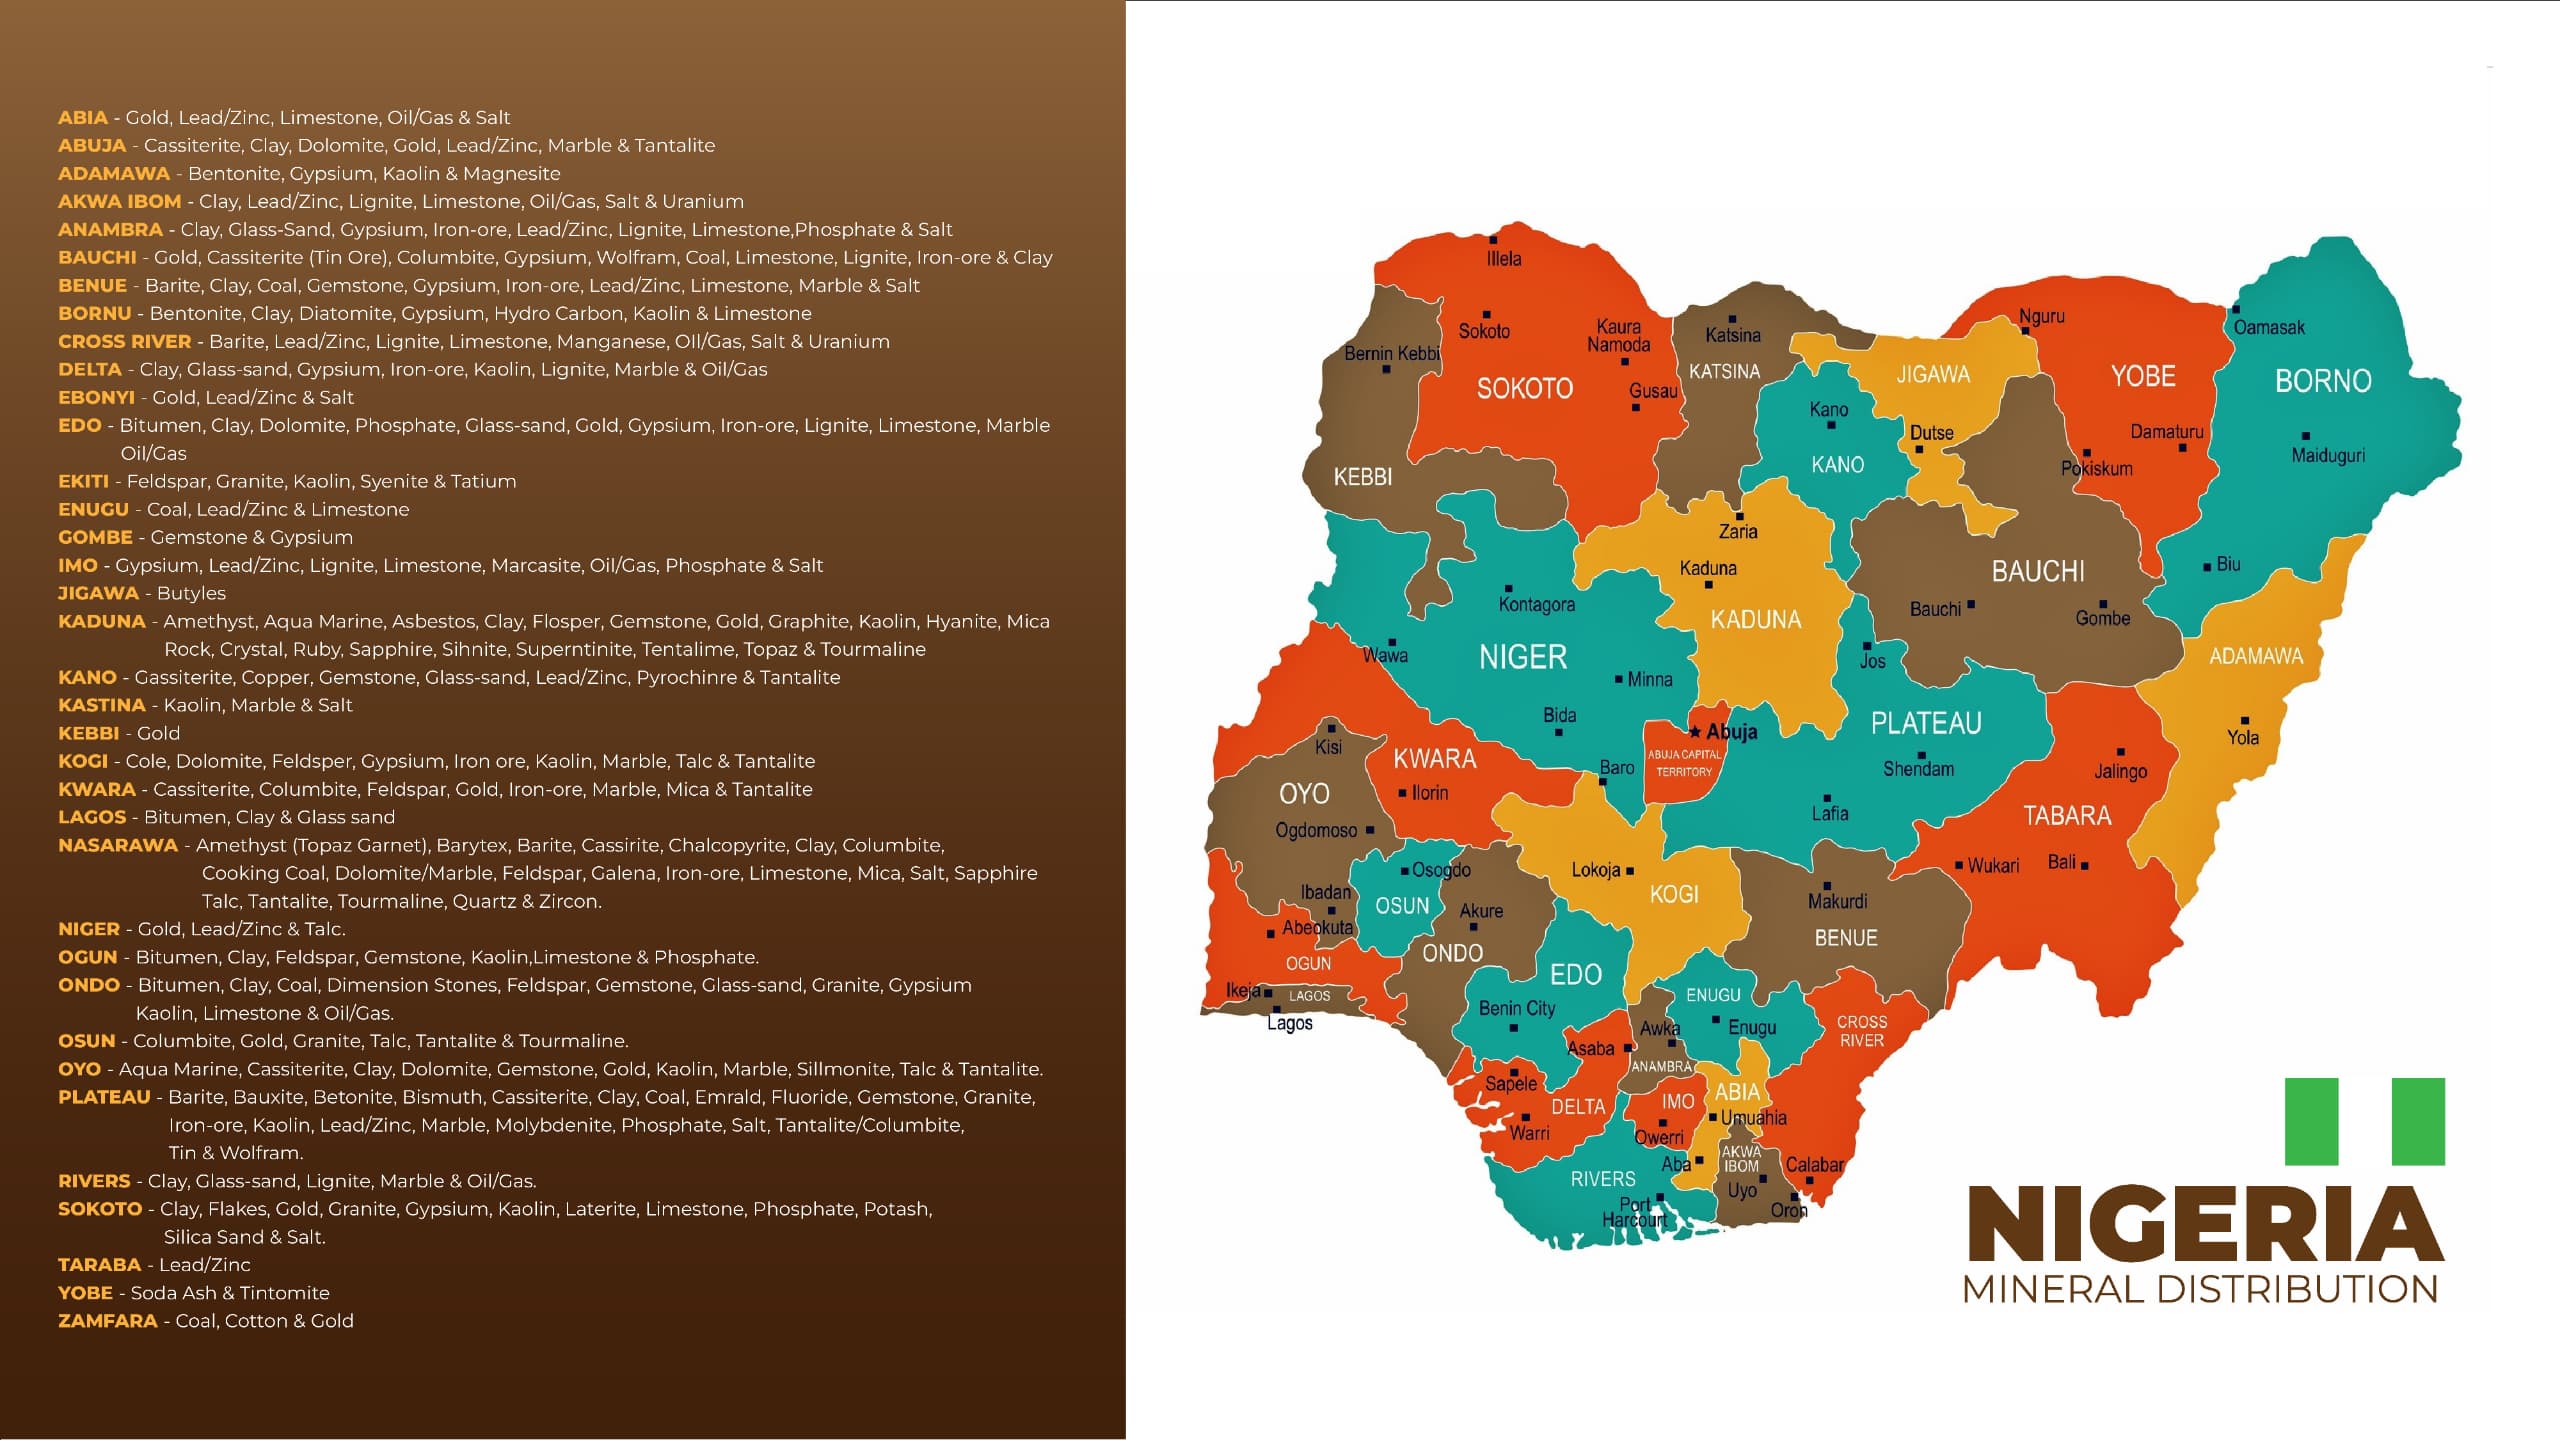 ABIA - Gold, Lead/Zinc, Limestone, Oil/Gas & Salt
ABUJA - Cassiterite, Clay, Dolomite, Gold, Lead/Zinc, Marble & Tantalite
ADAMAWA - Bentonite, Gypsium, Kaolin & Magnesite
AKWA IBOM - Clay, Lead/Zinc, Lignite, Limestone, Oil/Gas, Salt & Uranium
ANAMBRA - Clay, Glass-Sand, Gypsium, Iron-ore, Lead/Zinc, Lignite, Limestone,Phosphate & Salt
BAUCHI - Gold, Cassiterite (Tin Ore), Columbite, Gypsium, Wolfram, Coal, Limestone, Lignite, Iron-ore & Clay
BENUE - Barite, Clay, Coal, Gemstone, Gypsium, Iron-ore, Lead/Zinc, Limestone, Marble & Salt
BORNU - Bentonite, Clay, Diatomite, Gypsium, Hydro Carbon, Kaolin & Limestone
CROSS RIVER - Barite, Lead/Zinc, Lignite, Limestone, Manganese, OIl/Gas, Salt & Uranium
DELTA - Clay, Glass-sand, Gypsium, Iron-ore, Kaolin, Lignite, Marble & Oil/Gas
EBONYI - Gold, Lead/Zinc & Salt
EDO - Bitumen, Clay, Dolomite, Phosphate, Glass-sand, Gold, Gypsium, Iron-ore, Lignite, Limestone, Marble
Oil/Gas
EKITI - Feldspar, Granite, Kaolin, Syenite & Tatium
ENUGU - Coal, Lead/Zinc & Limestone
GOMBE - Gemstone & Gypsium
IMO - Gypsium, Lead/Zinc, Lignite, Limestone, Marcasite, Oil/Gas, Phosphate & Salt
JIGAWA - Butyles
KADUNA - Amethyst, Aqua Marine, Asbestos, Clay, Flosper, Gemstone, Gold, Graphite, Kaolin, Hyanite, Mica
Rock, Crystal, Ruby, Sapphire, Sihnite, Superntinite, Tentalime, Topaz & Tourmaline
KANO - Gassiterite, Copper, Gemstone, Glass-sand, Lead/Zinc, Pyrochinre & Tantalite
KASTINA - Kaolin, Marble & Salt
KEBBI - Gold
KOGI - Cole, Dolomite, Feldsper, Gypsium, Iron ore, Kaolin, Marble, Talc & Tantalite
KWARA - Cassiterite, Columbite, Feldspar, Gold, Iron-ore, Marble, Mica & Tantalite
LAGOS - Bitumen, Clay & Glass sand
NASARAWA - Amethyst (Topaz Garnet), Barytex, Barite, Cassirite, Chalcopyrite, Clay, Columbite,
Cooking Coal, Dolomite/Marble, Feldspar, Galena, Iron-ore, Limestone, Mica, Salt, Sapphire
Talc, Tantalite, Tourmaline, Quartz & Zircon.
NIGER - Gold, Lead/Zinc & Talc.
OGUN - Bitumen, Clay, Feldspar, Gemstone, Kaolin,Limestone & Phosphate.
ONDO - Bitumen, Clay, Coal, Dimension Stones, Feldspar, Gemstone, Glass-sand, Granite, Gypsium
Kaolin, Limestone & Oil/Gas.
OSUN - Columbite, Gold, Granite, Talc, Tantalite & Tourmaline.
OYO - Aqua Marine, Cassiterite, Clay, Dolomite, Gemstone, Gold, Kaolin, Marble, Sillmonite, Talc & Tantalite.
PLATEAU - Barite, Bauxite, Betonite, Bismuth, Cassiterite, Clay, Coal, Emrald, Fluoride, Gemstone, Granite,
Iron-ore, Kaolin, Lead/Zinc, Marble, Molybdenite, Phosphate, Salt, Tantalite/Columbite,
Tin & Wolfram.
RIVERS - Clay, Glass-sand, Lignite, Marble & Oil/Gas.
SOKOTO - Clay, Flakes, Gold, Granite, Gypsium, Kaolin, Laterite, Limestone, Phosphate, Potash,
Silica Sand & Salt.
TARABA - Lead/Zinc
YOBE - Soda Ash & Tintomite
ZAMFARA - Coal, Cotton & Gold
Illela
Sokoto
Kaura
Namoda
Gusau
SOKOTO
Bernin Kebbi
KEBBI
Katsina
KATSINA
Kano
KANO
JIGAWA
Dutse
Nguru
YOBE
Damaturu
Pokiskum
Oamasak
BORNO
Maiduguri
Biu
Zaria
Kaduna
KADUNA
BAUCHI
Bauchi
Gombe
Kontagora
Wawa
NIGER
Minna
Bida
Baro
Jos
PLATEAU
Shendam
Lafia
ADAMAWA
Yola
Jalingo
TABARA
Wukari
Bali
Abuja
ABUJA CAPITAL
TERRITORY
Kisi
KWARA
Ilorin
OYO
Ogdomoso
Ibadan
Osogdo
OSUN
Akure
ONDO
Lokoja
KOGI
Makurdi
BENUE
Abeokuta
OGUN
Ikeja
LAGOS
Lagos
EDO
Benin City
ENUGU
Enugu
Awka
ANAMBRA
Asaba
CROSS
RIVER
Sapele
DELTA
Warri
IMO
Owerri
ABIA
Umuahia
Aba
AKWA
IBOM
Uyo
Calabar
Oron
RIVERS
Port
Harcourt
NIGERIA
MINERAL DISTRIBUTION